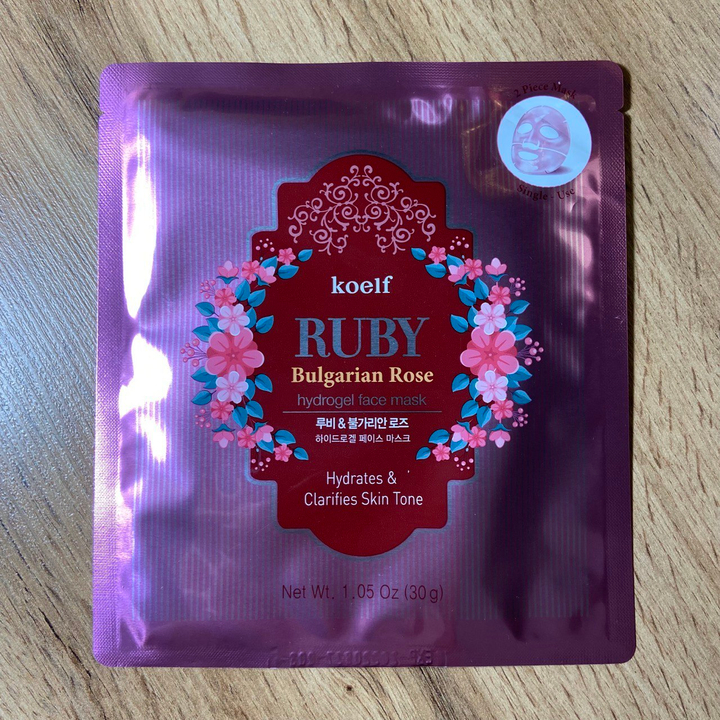 2 Piece Mask
Single - Use
koelf
RUBY
Bulgarian Rose
hydrogel face mask
루비 & 불가리안 로즈
하이드로겔 페이스 마스크
Hydrates &
Clarifies Skin Tone
Net Wt. 1.05 Oz (30g)